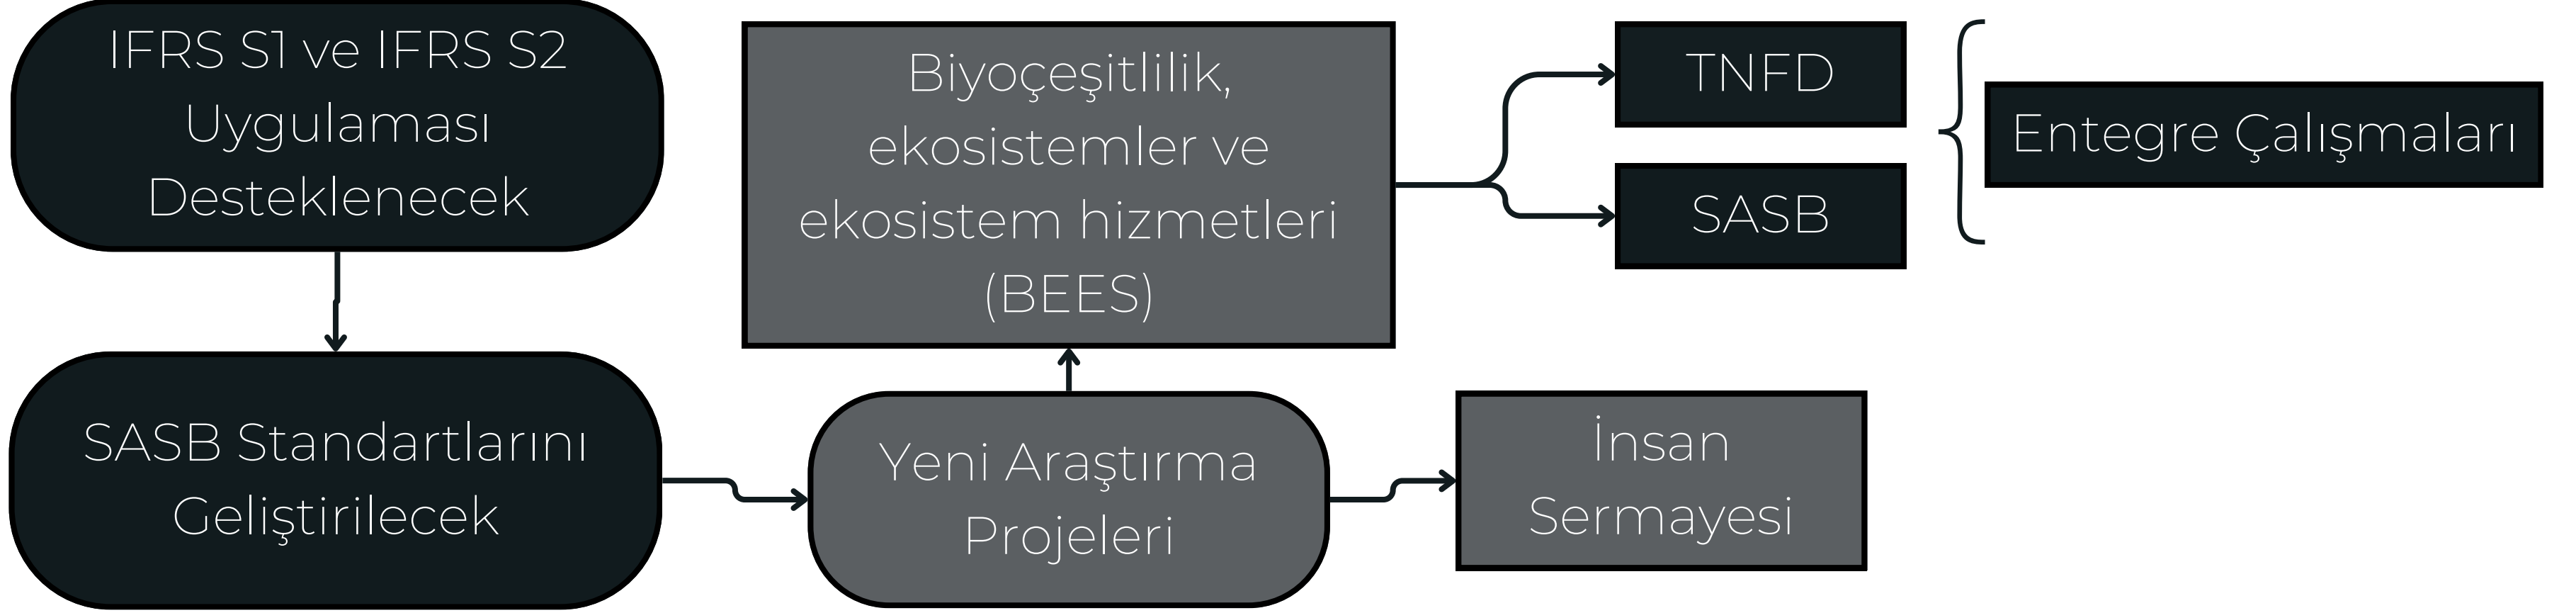 IFRS S1 ve IFRS S2
Uygulaması
Desteklenecek
SASB Standartlarını
Geliştirilecek
Yeni Araştırma
Projeleri
Biyoçeşitlilik,
ekosistemler ve
ekosistem hizmetleri
(BEES)
TNFD
SASB
Entegre Çalışmaları
İnsan
Sermayesi